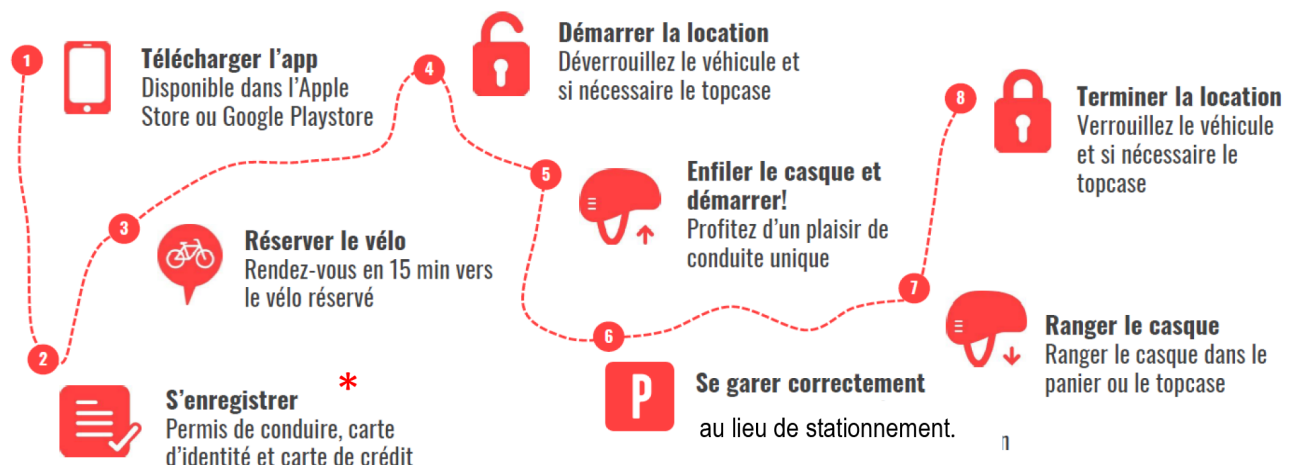 1
Télécharger l'app
Disponible dans l'Apple
Store ou Google Playstore
2
S'enregistrer *
Permis de conduire, carte
d'identité et carte de crédit
3
Réserver le vélo
Rendez-vous en 15 min vers
le vélo réservé
4
Démarrer la location
Déverrouillez le véhicule et
si nécessaire le topcase
5
Enfiler le casque et
démarrer!
Profitez d'un plaisir de
conduite unique
6
P
Se garer correctement
au lieu de stationnement.
n
7
Ranger le casque
Ranger le casque dans le
panier ou le topcase
8
Terminer la location
Verrouillez le véhicule
et si nécessaire le
topcase